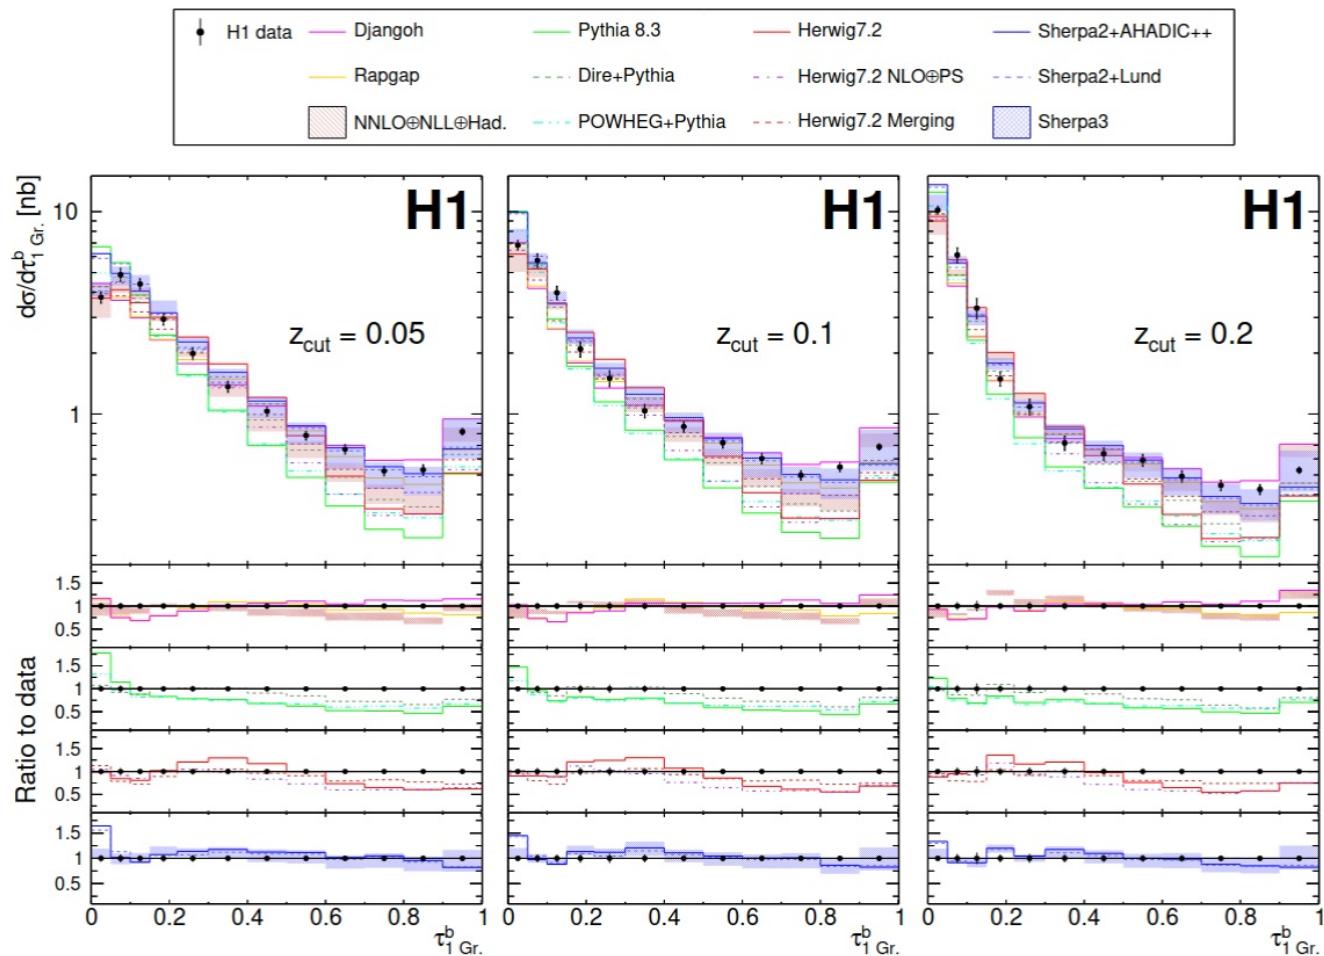 H1 data Djangoh Pythia 8.3 Herwig7.2 Sherpa2+AHADIC++
Rapgap Dire+Pythia Herwig7.2 NLO⊕PS Sherpa2+Lund
NNLO⊕NLL⊕Had. POWHEG+Pythia Herwig7.2 Merging Sherpa3
dσ/dτ₁ᵇ Gr. [nb]
10
1
H1
z_cut = 0.05
H1
z_cut = 0.1
H1
z_cut = 0.2
Ratio to data
1.5
1
0.5
1.5
1
0.5
1.5
1
0.5
1.5
1
0.5
0 0.2 0.4 0.6 0.8 1
0 0.2 0.4 0.6 0.8 1
0 0.2 0.4 0.6 0.8 1
τ₁ᵇ Gr.
τ₁ᵇ Gr.
τ₁ᵇ Gr.